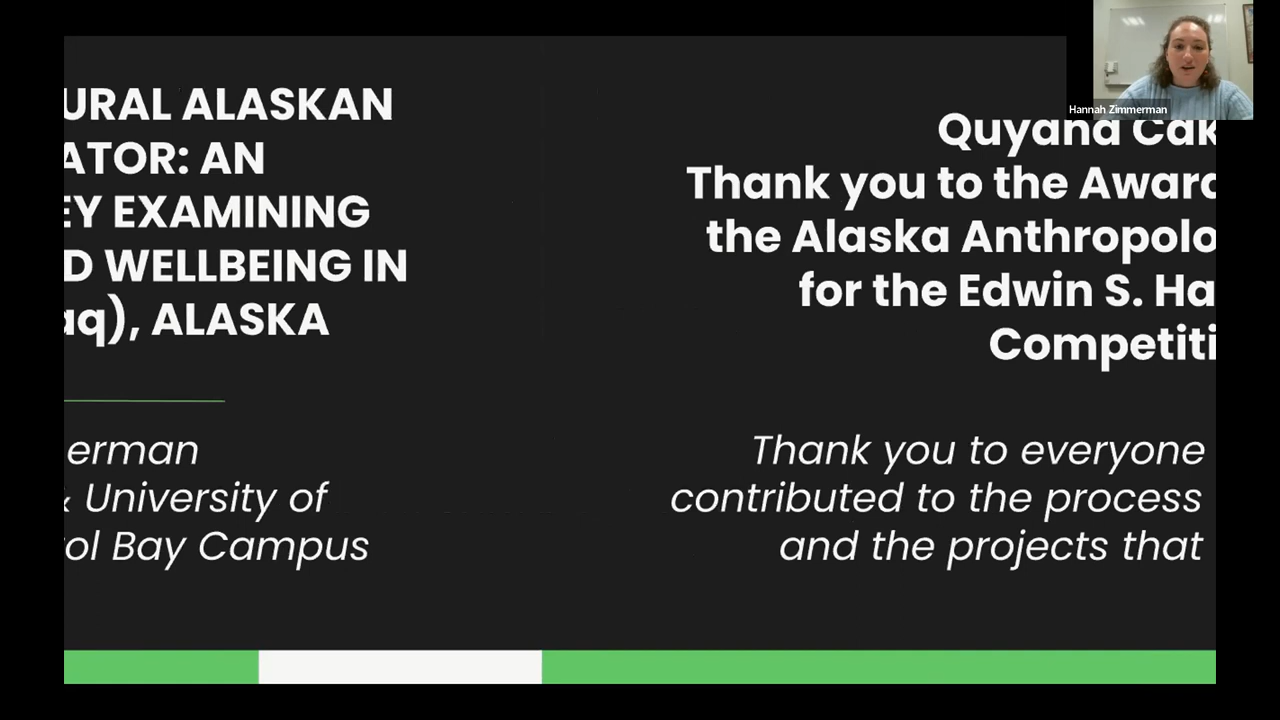 URAL ALASKAN
ATOR: AN
EY EXAMINING
D WELLBEING IN
aq), ALASKA
erman
& University of
ol Bay Campus
Hannah Zimmerman
Quyana Cak
Thank you to the Award
the Alaska Anthropolo
for the Edwin S. Ha
Competiti
Thank you to everyone
contributed to the process
and the projects that